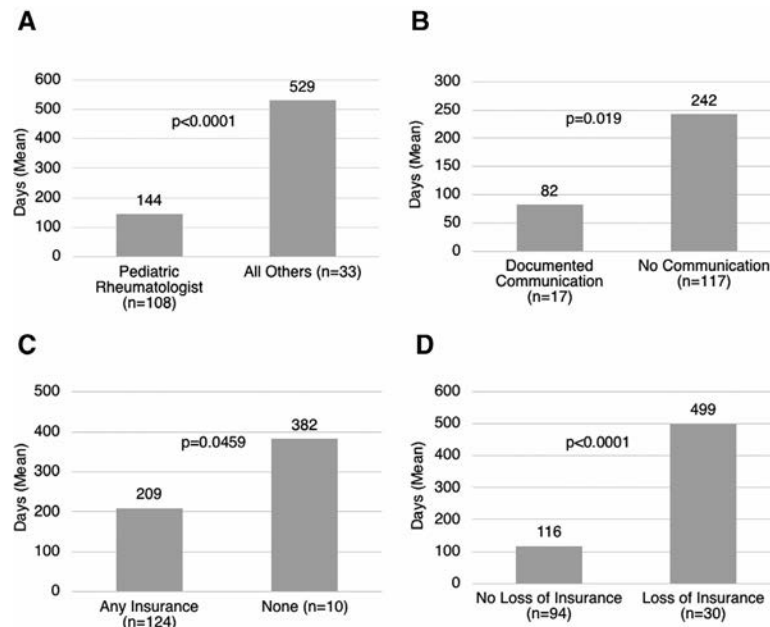 A
Days (Mean)
600
500
400
300
200
100
0
p<0.0001
144
529
Pediatric
Rheumatologist
(n=108)
All Others (n=33)
B
Days (Mean)
300
250
200
150
100
50
0
p=0.019
82
242
Documented
Communication
(n=17)
No Communication
(n=117)
C
Days (Mean)
500
400
300
200
100
0
p=0.0459
209
382
Any Insurance
(n=124)
None (n=10)
D
Days (Mean)
600
500
400
300
200
100
0
p<0.0001
116
499
No Loss of Insurance
(n=94)
Loss of Insurance
(n=30)